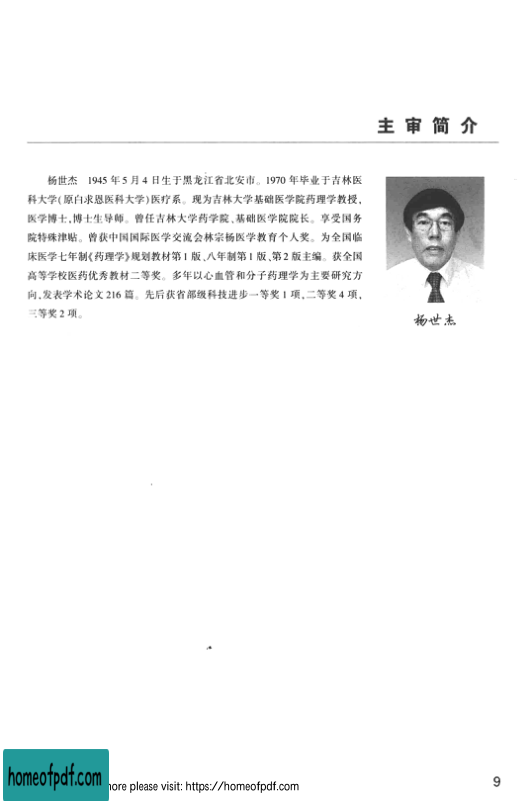 主审简介
杨世杰 1945年5月4日生于黑龙江省北安市。1970年毕业于吉林医
科大学(原白求恩医科大学)医疗系。现为吉林大学基础医学院药理学教授,
医学博士,博士生导师。曾任吉林大学药学院、基础医学院院长。享受国务
院特殊津贴。曾获中国国际医学交流会林宗杨医学教育个人奖。为全国临
床医学七年制《药理学》规划教材第1版、八年制第1版、第2版主编。获全国
高等学校医药优秀教材二等奖。多年以心血管和分子药理学为主要研究方
向,发表学术论文216篇。先后获省部级科技进步一等奖1项,二等奖4项,
三等奖2项。
杨世杰
homeofpdf.com
more please visit: https://homeofpdf.com
9